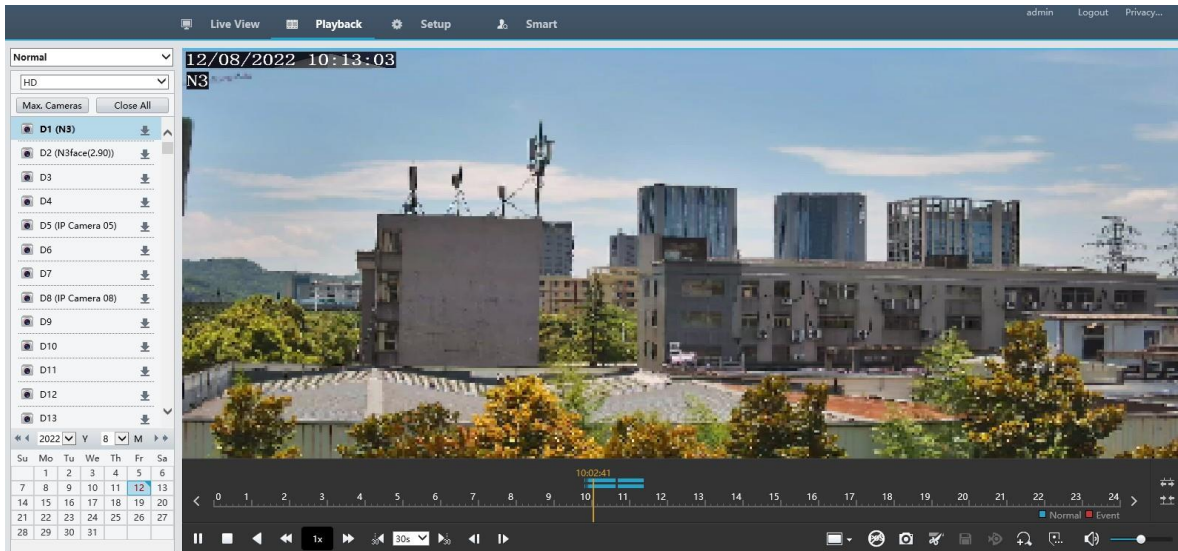 Live View Playback Setup Smart admin Logout Privacy...
Normal
HD
Max. Cameras Close All
D1 (N3)
D2 (N3face(2.90))
D3
D4
D5 (IP Camera 05)
D6
D7
D8 (IP Camera 08)
D9
D10
D11
D12
D13
2022 Y 8 M
Su Mo Tu We Th Fr Sa
1 2 3 4 5 6
7 8 9 10 11 12 13
14 15 16 17 18 19 20
21 22 23 24 25 26 27
28 29 30 31
12/08/2022 10:13:03
N3
10:02:41
0 1 2 3 4 5 6 7 8 9 10 11 12 13 14 15 16 17 18 19 20 21 22 23 24
Normal Event
1x 30 30s 30